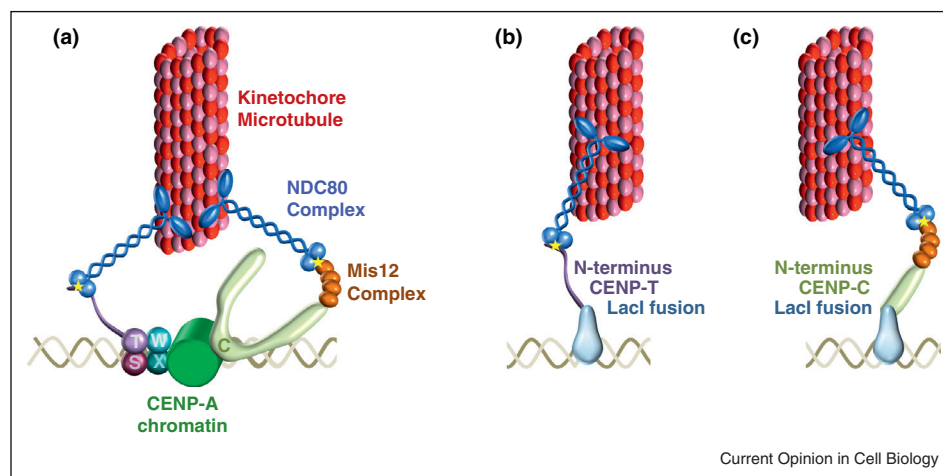 (a)
Kinetochore
Microtubule
NDC80
Complex
Mis12
Complex
T W
S X
C
CENP-A
chromatin
(b)
N-terminus
CENP-T
LacI fusion
(c)
N-terminus
CENP-C
LacI fusion
Current Opinion in Cell Biology